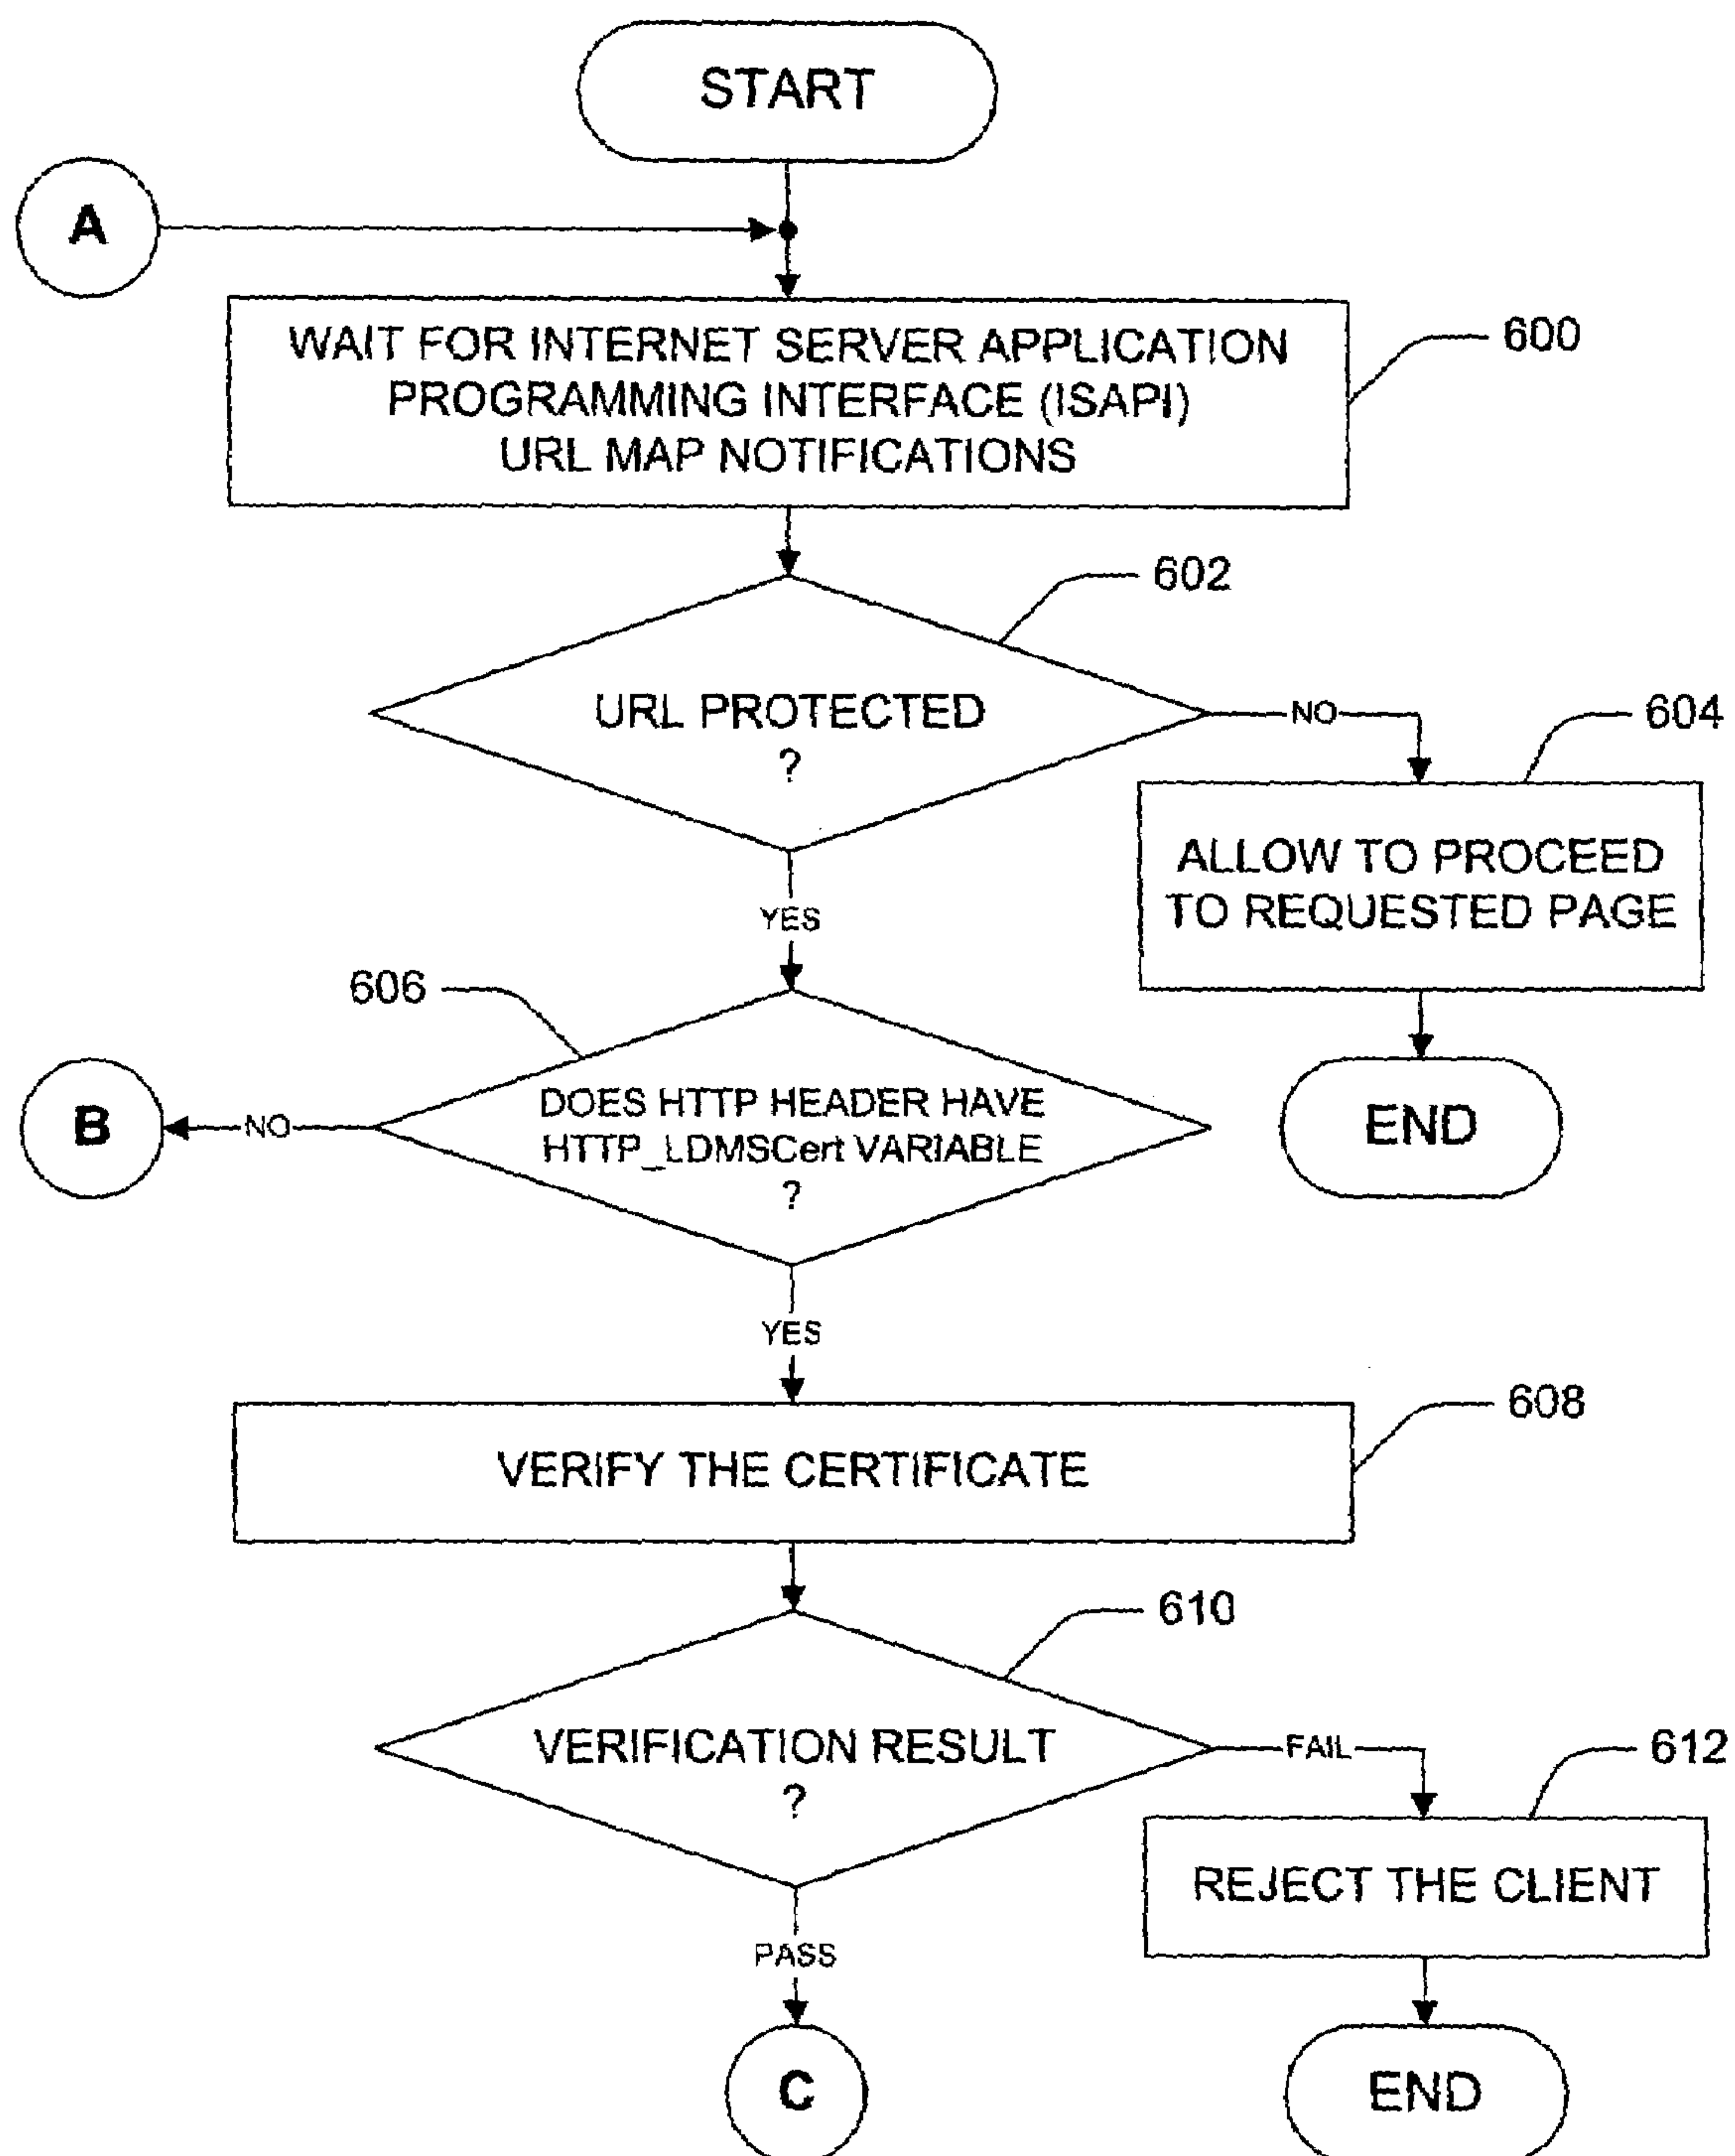 START
A
WAIT FOR INTERNET SERVER APPLICATION
PROGRAMMING INTERFACE (ISAPI)
URL MAP NOTIFICATIONS
600
602
URL PROTECTED
?
NO
604
ALLOW TO PROCEED
TO REQUESTED PAGE
YES
END
606
DOES HTTP HEADER HAVE
HTTP_LDMSCert VARIABLE
?
NO
B
YES
608
VERIFY THE CERTIFICATE
610
VERIFICATION RESULT
?
FAIL
612
REJECT THE CLIENT
PASS
C
END